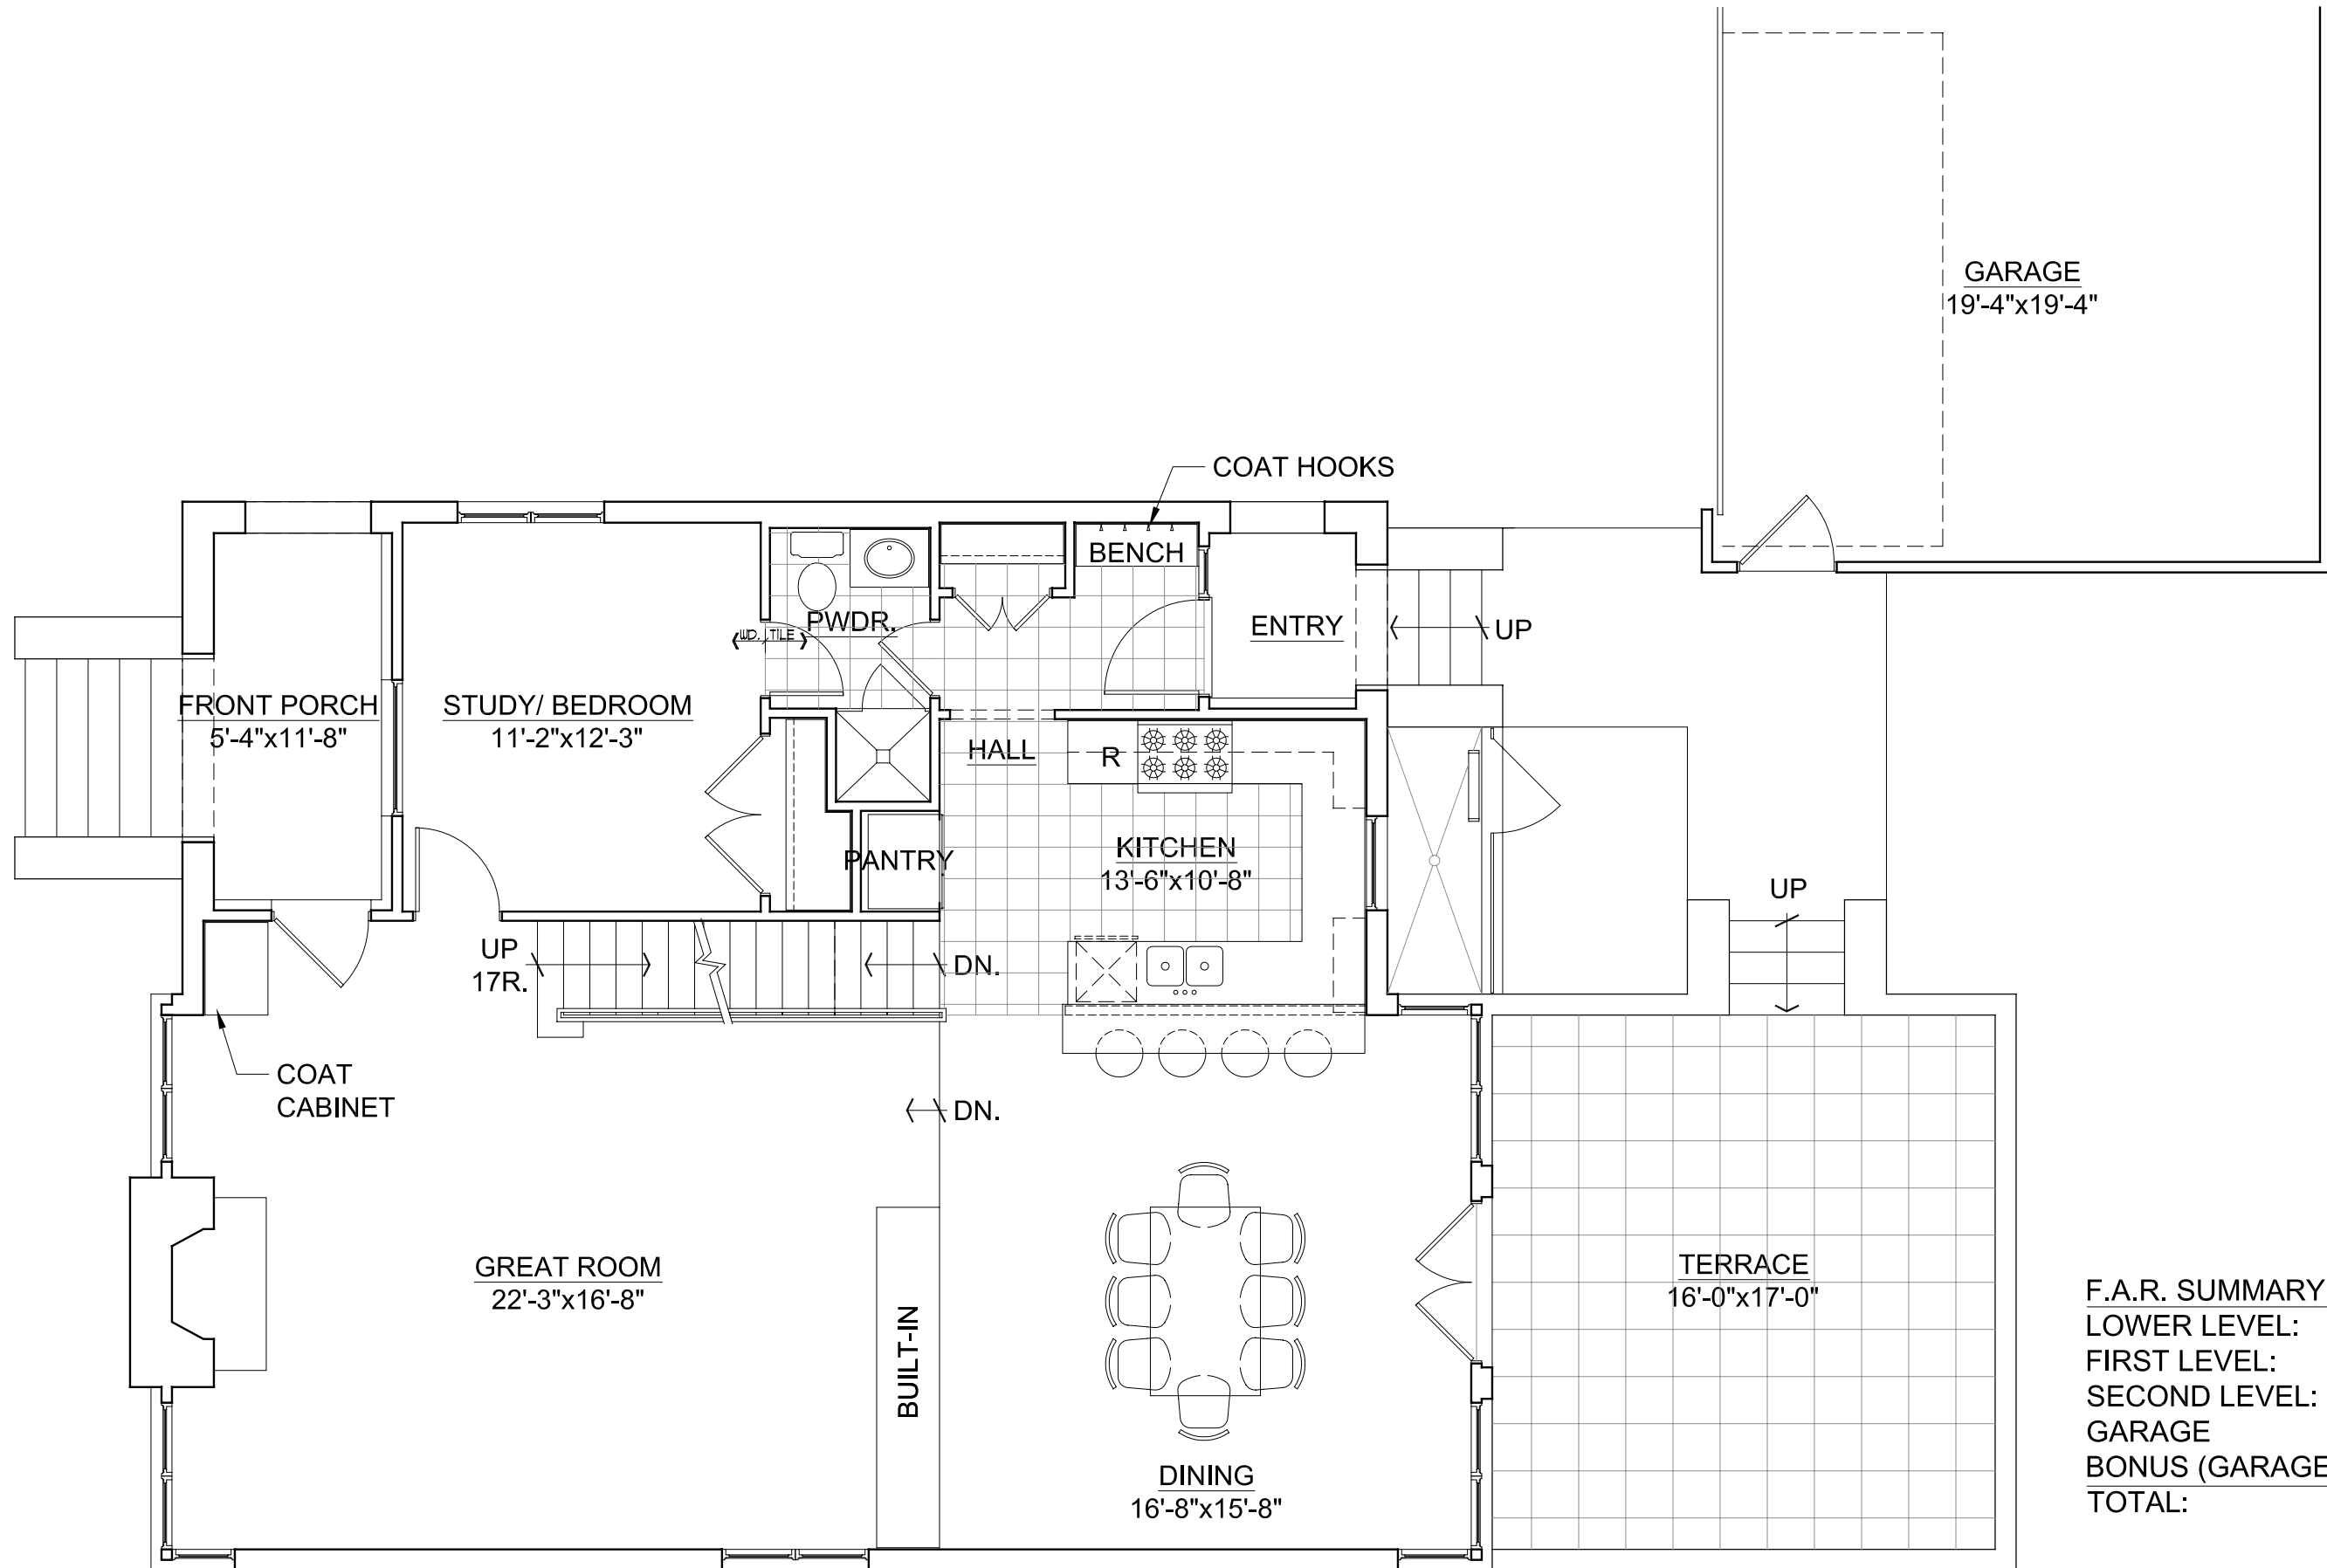 GARAGE
19'-4"x19'-4"
COAT HOOKS
BENCH
PWDR.
WD. TILE
ENTRY
UP
FRONT PORCH
5'-4"x11'-8"
STUDY/ BEDROOM
11'-2"x12'-3"
HALL
R
PANTRY
KITCHEN
13'-6"x10'-8"
UP
UP
17R.
DN.
COAT
CABINET
DN.
GREAT ROOM
22'-3"x16'-8"
BUILT-IN
TERRACE
16'-0"x17'-0"
DINING
16'-8"x15'-8"
F.A.R. SUMMARY
LOWER LEVEL:
FIRST LEVEL:
SECOND LEVEL:
GARAGE
BONUS (GARAGE
TOTAL: